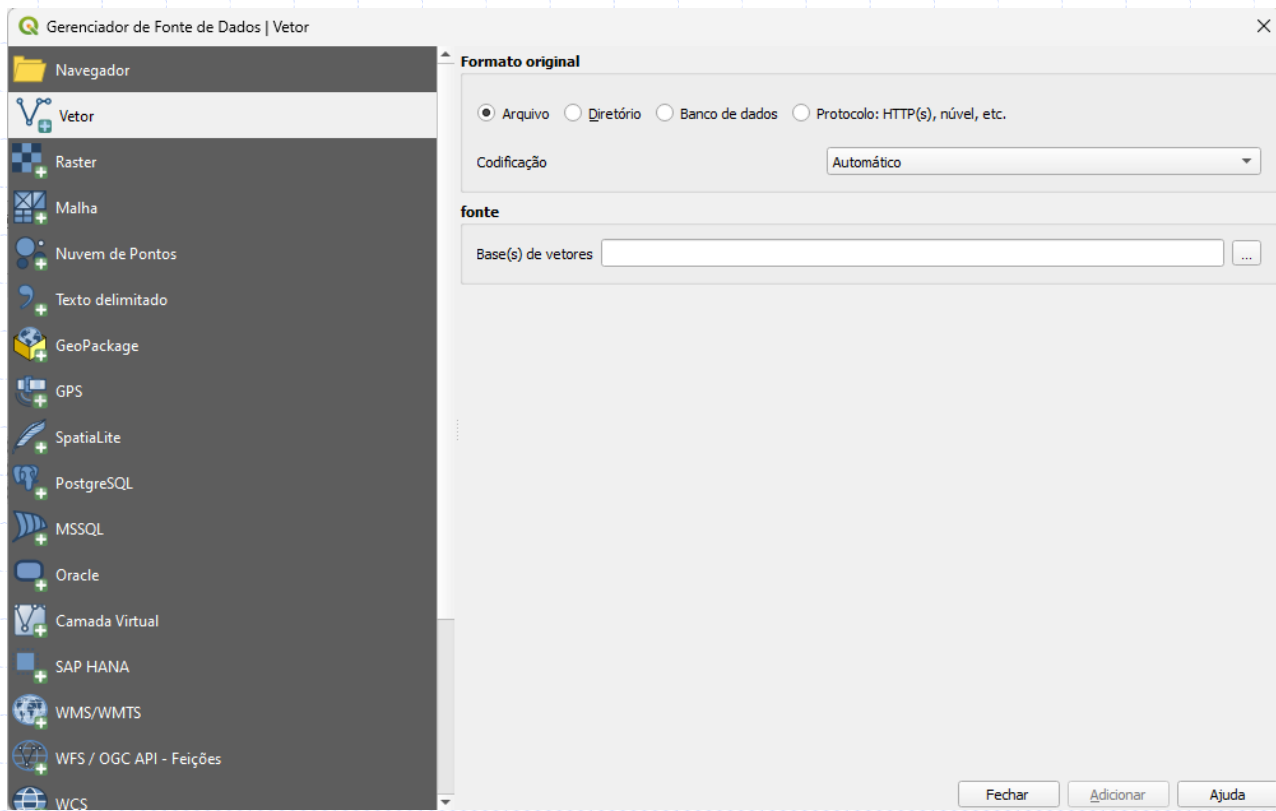 Gerenciador de Fonte de Dados | Vetor
Navegador
Vetor
Raster
Malha
Nuvem de Pontos
Texto delimitado
GeoPackage
GPS
SpatiaLite
PostgreSQL
MSSQL
Oracle
Camada Virtual
SAP HANA
WMS/WMTS
WFS / OGC API - Feições
WCS
Formato original
Arquivo Diretório Banco de dados Protocolo: HTTP(s), núvel, etc.
Codificação Automático
fonte
Base(s) de vetores ...
Fechar Adicionar Ajuda